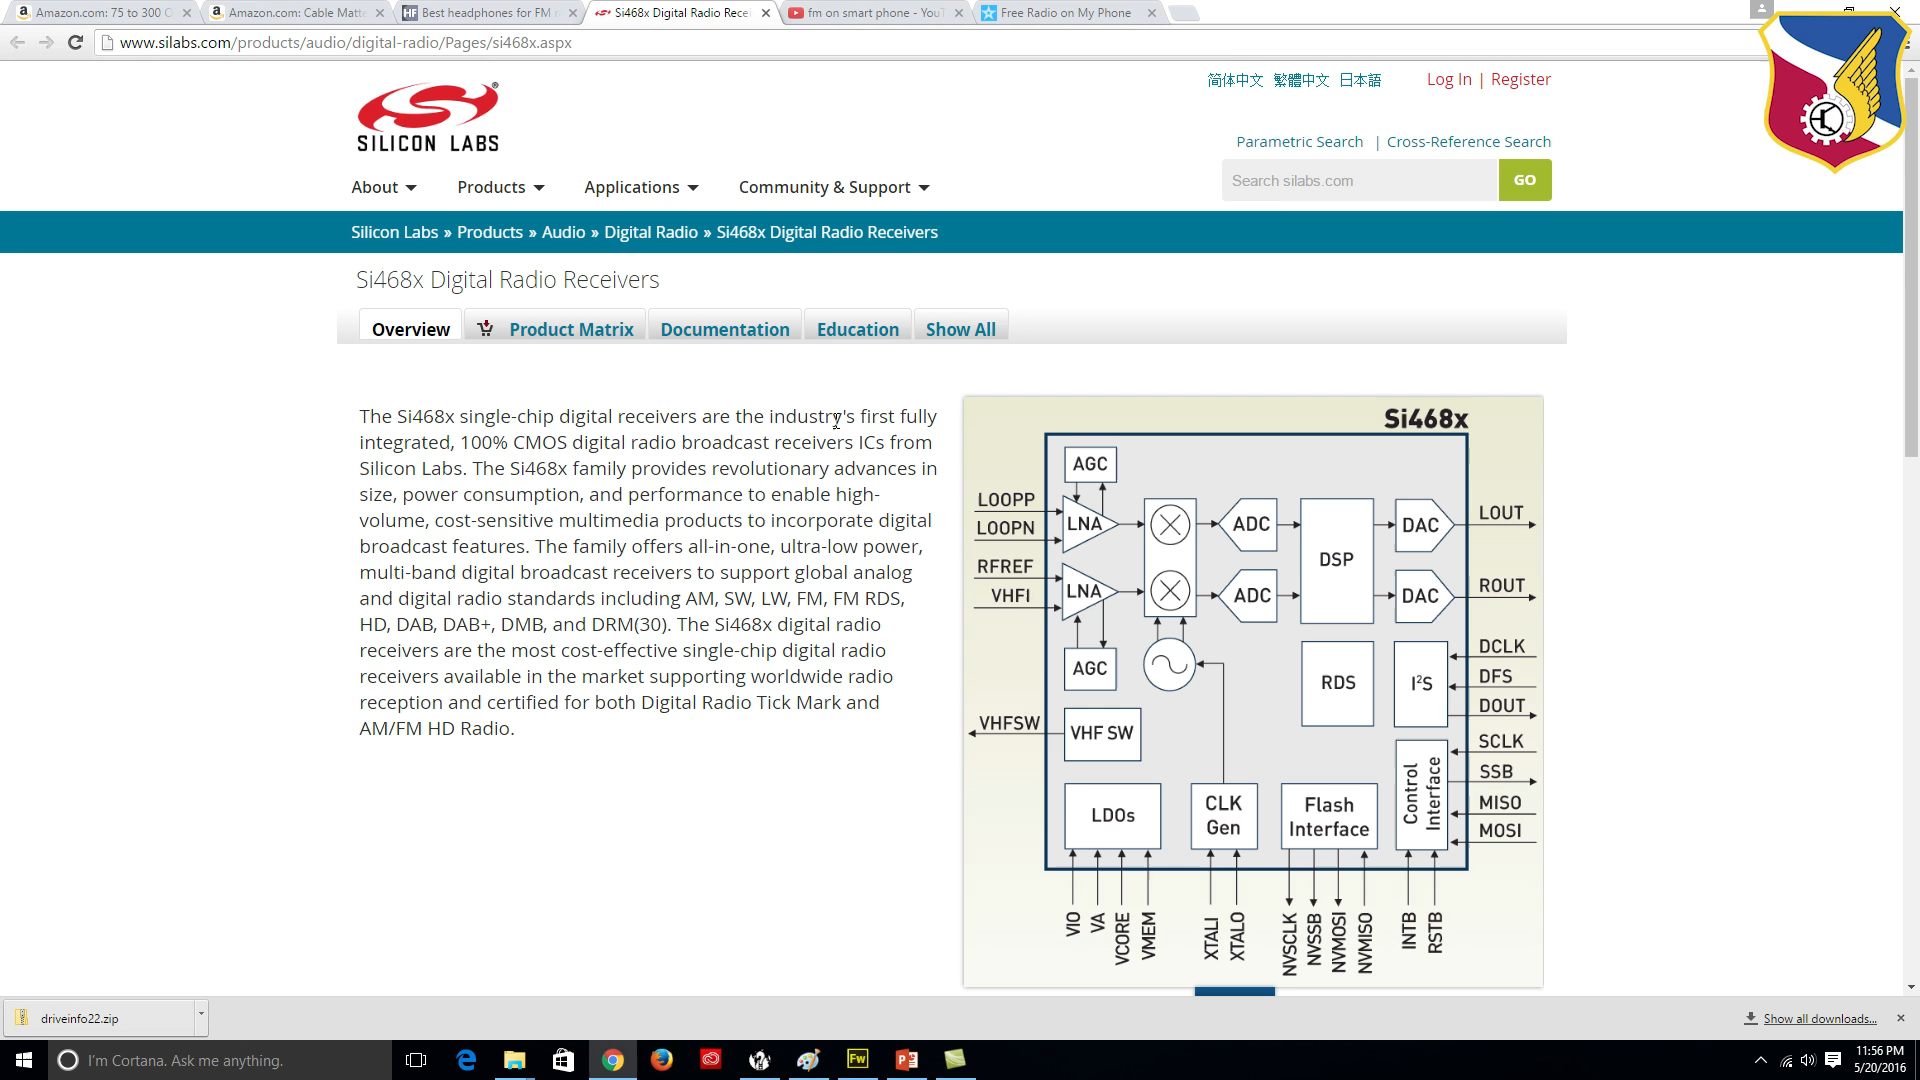 Amazon.com: 75 to 300 O
Amazon.com: Cable Matte
HF Best headphones for FM r
Si468x Digital Radio Rece
fm on smart phone - YouT
Free Radio on My Phone
www.silabs.com/products/audio/digital-radio/Pages/si468x.aspx
SILICON LABS
简体中文 繁體中文 日本語 Log In | Register
Parametric Search | Cross-Reference Search
Search silabs.com GO
About Products Applications Community & Support
Silicon Labs » Products » Audio » Digital Radio » Si468x Digital Radio Receivers
Si468x Digital Radio Receivers
Overview Product Matrix Documentation Education Show All
The Si468x single-chip digital receivers are the industry's first fully
integrated, 100% CMOS digital radio broadcast receivers ICs from
Silicon Labs. The Si468x family provides revolutionary advances in
size, power consumption, and performance to enable high-
volume, cost-sensitive multimedia products to incorporate digital
broadcast features. The family offers all-in-one, ultra-low power,
multi-band digital broadcast receivers to support global analog
and digital radio standards including AM, SW, LW, FM, FM RDS,
HD, DAB, DAB+, DMB, and DRM(30). The Si468x digital radio
receivers are the most cost-effective single-chip digital radio
receivers available in the market supporting worldwide radio
reception and certified for both Digital Radio Tick Mark and
AM/FM HD Radio.
Si468x
AGC
LOOPP
LOOPN
LNA
ADC
DSP
DAC
LOUT
RFREF
VHFI
LNA
ADC
DAC
ROUT
AGC
RDS
I²S
DCLK
DFS
DOUT
VHFSW
VHF SW
LDOs
CLK
Gen
Flash
Interface
Control
Interface
SCLK
SSB
MISO
MOSI
VIO
VA
VCORE
VMEM
XTALI
XTALO
NVSCLK
NVSSB
NVMOSI
NVMISO
INTB
RSTB
driveinfo22.zip
Show all downloads...
I'm Cortana. Ask me anything.
Fw
11:56 PM
5/20/2016